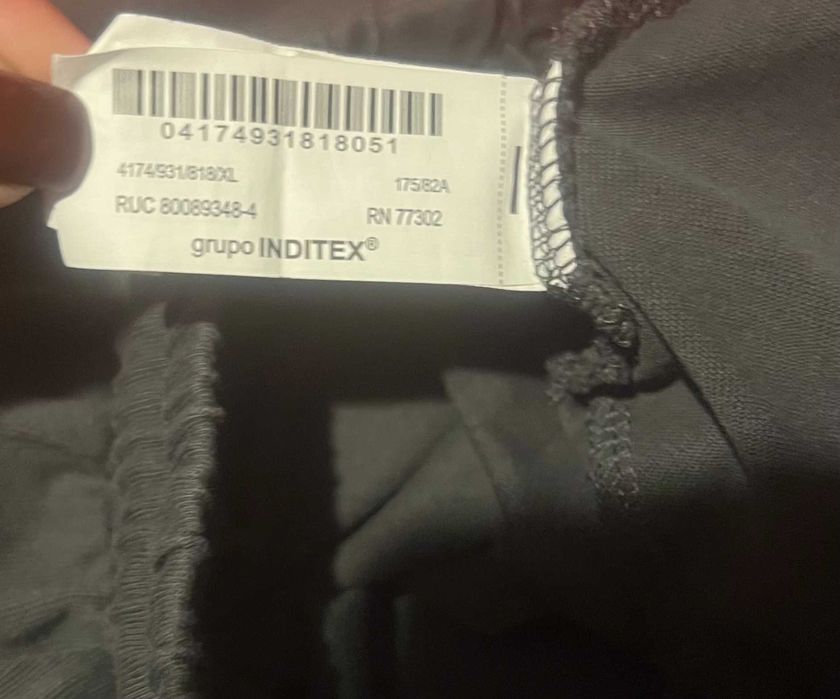 04174931818051
4174/931/818/XL
175/82A
RUC 80089348-4
RN 77302
grupo INDITEX®